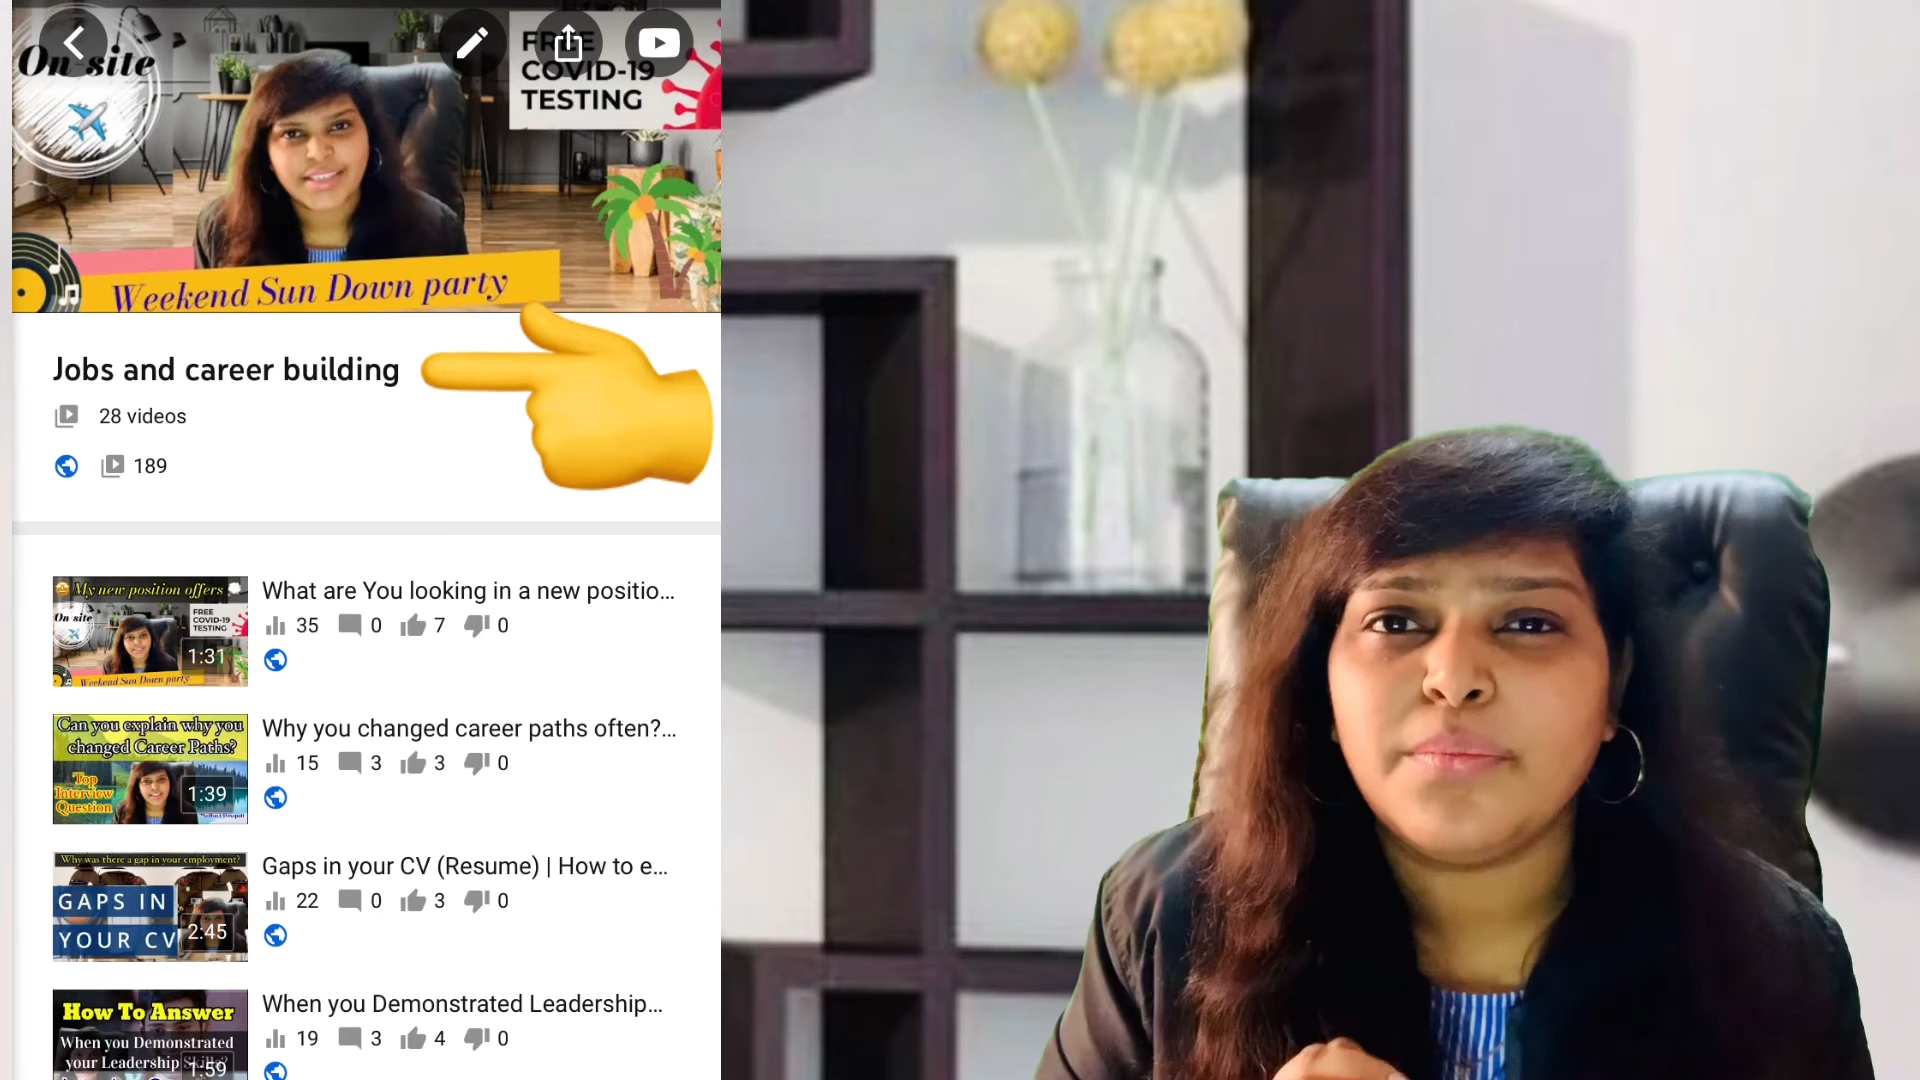 On-site
FREE
COVID-19
TESTING
Weekend Sun Down party
Jobs and career building
28 videos
189
My new position offers
On-site
FREE
COVID-19
TESTING
1:31
Weekend Sun Down party
What are You looking in a new positio...
35 0 7 0
Can you explain why you
changed Career Paths?
Top
Interview
Question
1:39
Why you changed career paths often?...
15 3 3 0
Why was there a gap in your employment?
GAPS IN
YOUR CV
2:45
Gaps in your CV (Resume) | How to e...
22 0 3 0
How To Answer
When you Demonstrated
your Leadership Skills?
1:59
When you Demonstrated Leadership...
19 3 4 0